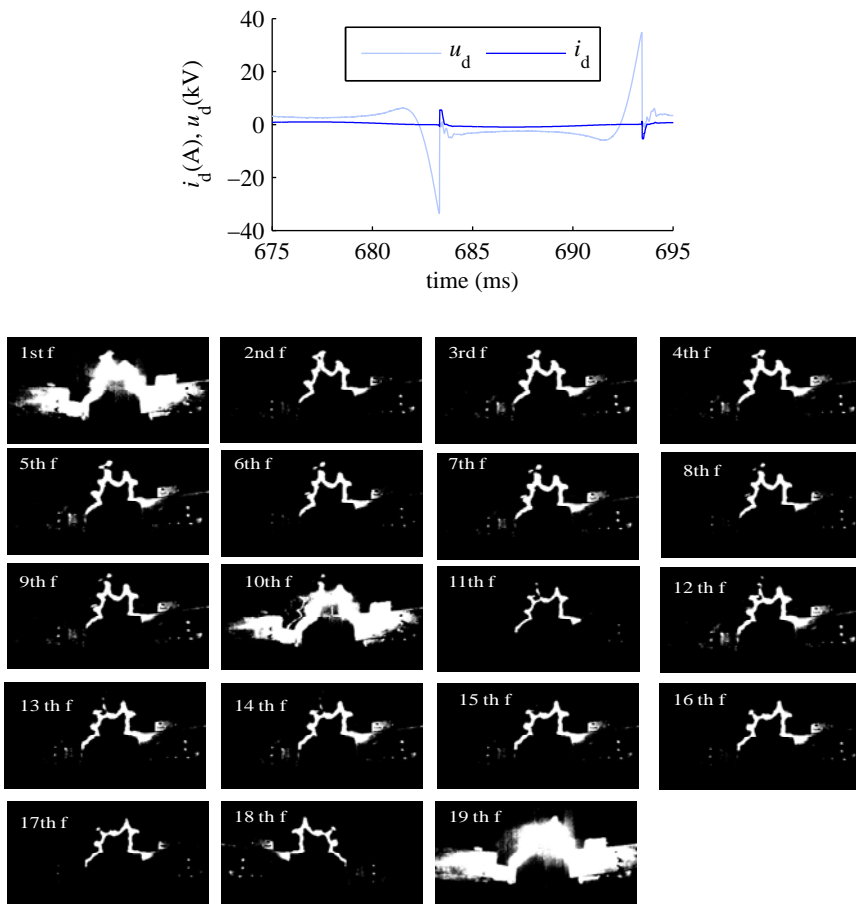 40
20
0
−20
−40
i_d(A), u_d(kV)
u_d
i_d
675 680 685 690 695
time (ms)
1st f 2nd f 3rd f 4th f
5th f 6th f 7th f 8th f
9th f 10th f 11th f 12 th f
13 th f 14 th f 15 th f 16 th f
17th f 18 th f 19 th f